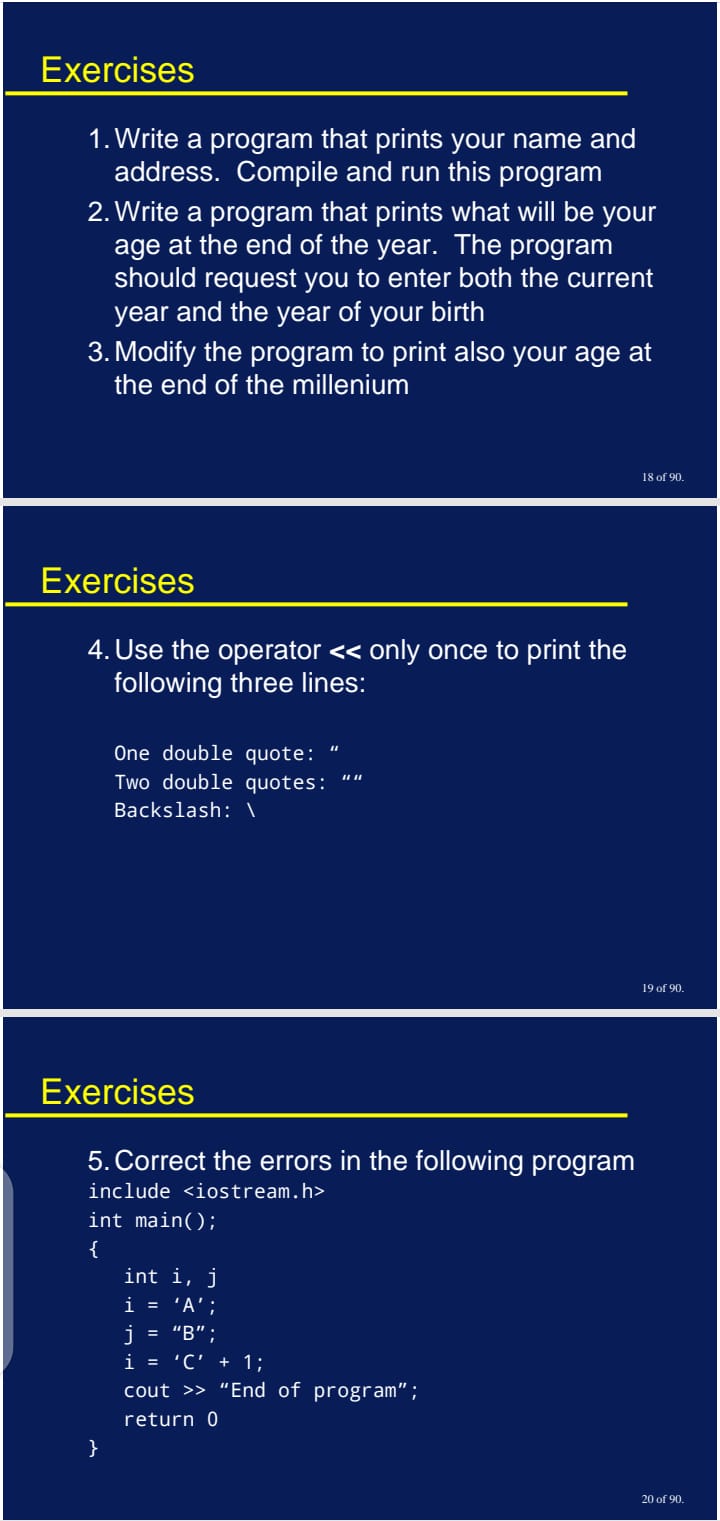 Exercises
1. Write a program that prints your name and
address.  Compile and run this program
2. Write a program that prints what will be your
age at the end of the year.  The program
should request you to enter both the current
year and the year of your birth
3. Modify the program to print also your age at
the end of the millenium
18 of 90.
Exercises
4. Use the operator << only once to print the
following three lines:
One double quote: “
Two double quotes: ““
Backslash: \
19 of 90.
Exercises
5. Correct the errors in the following program
include <iostream.h>
int main();
{
int i, j
i = ‘A’;
j = “B”;
i = ‘C’ + 1;
cout >> “End of program”;
return 0
}
20 of 90.